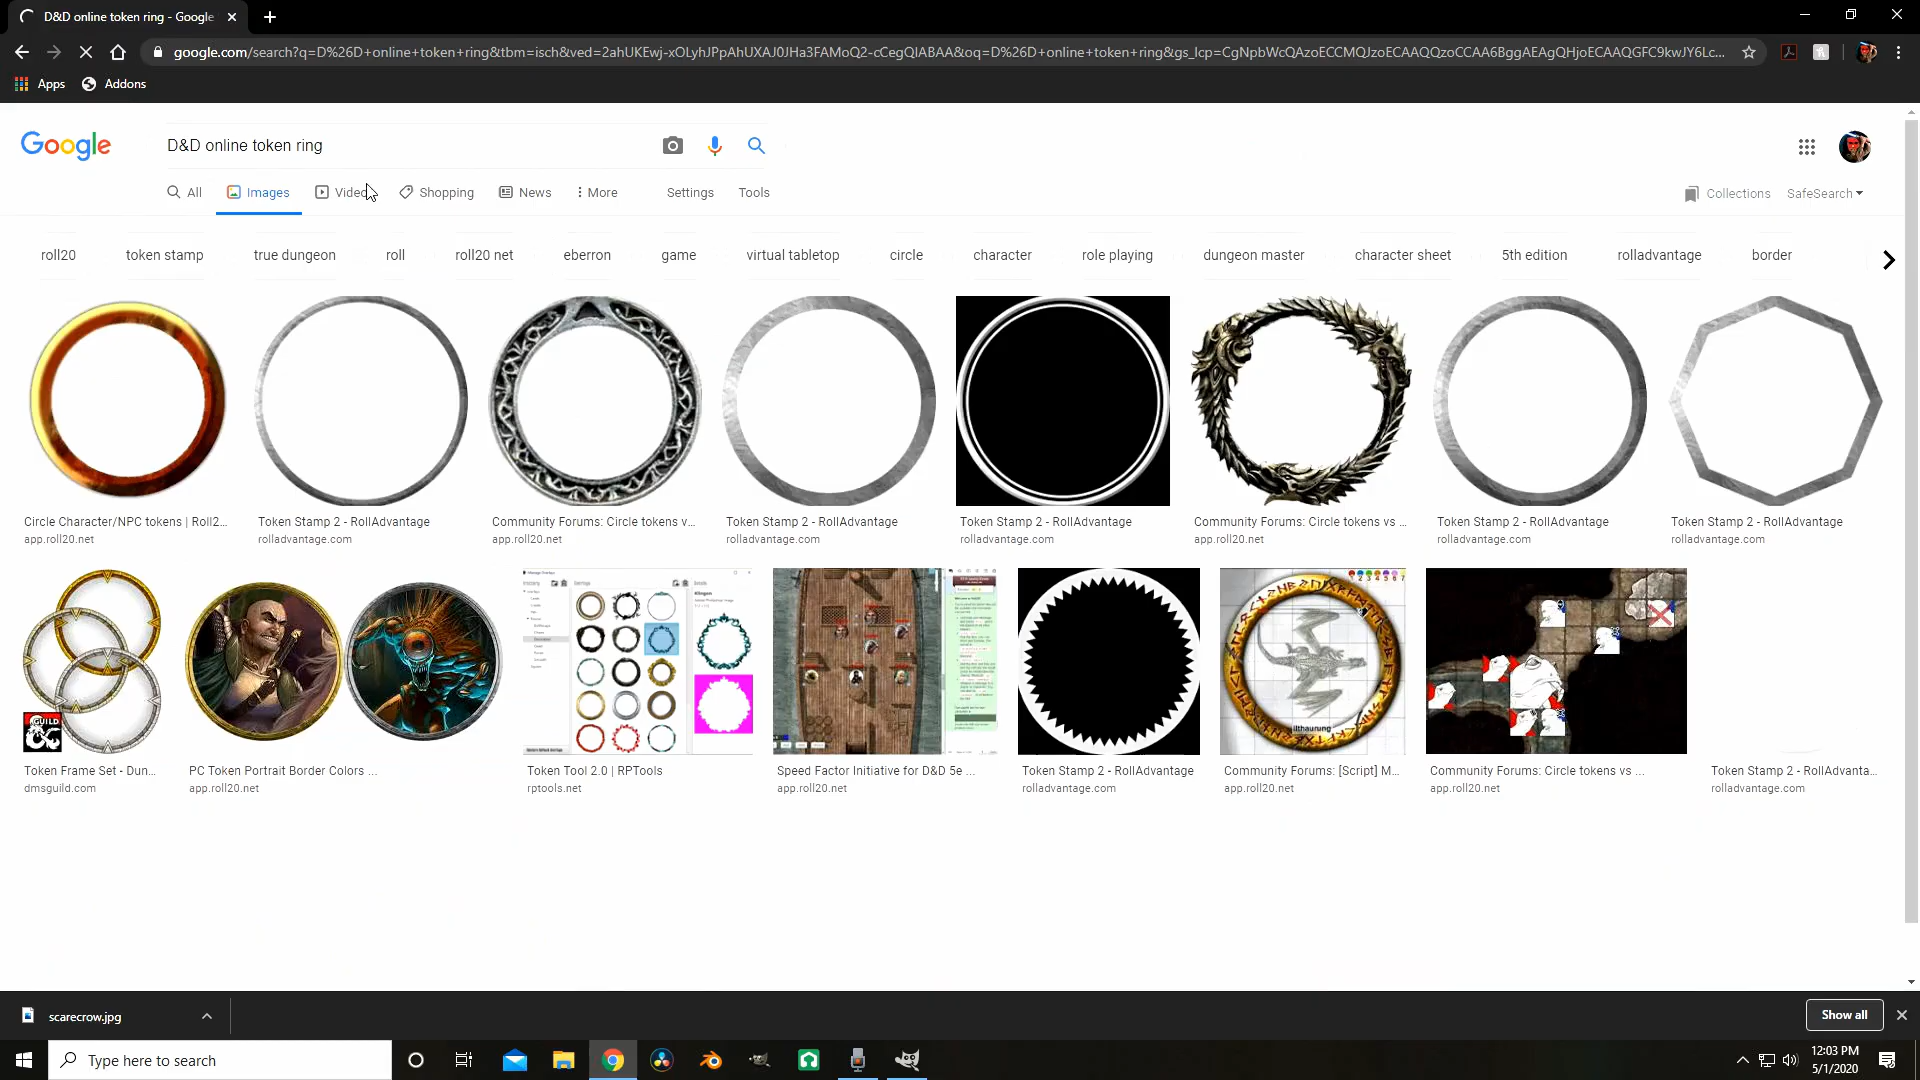 D&D online token ring - Google
google.com/search?q=D%26D+online+token+ring&tbm=isch&ved=2ahUKEwj-xOLyhJPpAhUXAJ0JHa3FAMoQ2-cCegQIABAA&oq=D%26D+online+token+ring&gs_lcp=CgNpbWcQAzoECCMQJzoECAAQQzoCCAA6BggAEAgQHjoECAAQGFC9kwJY6Lc...
Apps Addons
Google D&D online token ring
All Images Videos Shopping News More Settings Tools Collections SafeSearch
roll20 token stamp true dungeon roll roll20 net eberron game virtual tabletop circle character role playing dungeon master character sheet 5th edition rolladvantage border
Circle Character/NPC tokens | Roll2... Token Stamp 2 - RollAdvantage Community Forums: Circle tokens v... Token Stamp 2 - RollAdvantage Token Stamp 2 - RollAdvantage Community Forums: Circle tokens vs ... Token Stamp 2 - RollAdvantage Token Stamp 2 - RollAdvantage
app.roll20.net rolladvantage.com app.roll20.net rolladvantage.com rolladvantage.com app.roll20.net rolladvantage.com rolladvantage.com
GUILD
illthaurung
Token Frame Set - Dun... PC Token Portrait Border Colors ... Token Tool 2.0 | RPTools Speed Factor Initiative for D&D 5e ... Token Stamp 2 - RollAdvantage Community Forums: [Script] M... Community Forums: Circle tokens vs ... Token Stamp 2 - RollAdvanta...
dmsguild.com app.roll20.net rptools.net app.roll20.net rolladvantage.com app.roll20.net app.roll20.net rolladvantage.com
scarecrow.jpg Show all
Type here to search
12:03 PM
5/1/2020